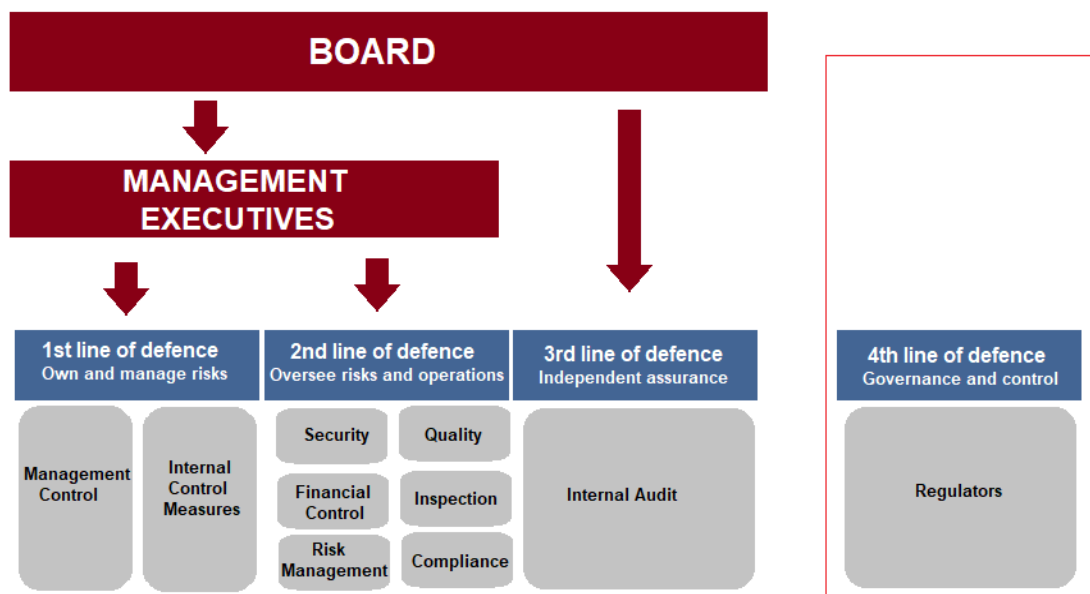 BOARD
MANAGEMENT
EXECUTIVES
1st line of defence
Own and manage risks
2nd line of defence
Oversee risks and operations
3rd line of defence
Independent assurance
4th line of defence
Governance and control
Management
Control
Internal
Control
Measures
Security
Quality
Financial
Control
Inspection
Risk
Management
Compliance
Internal Audit
Regulators